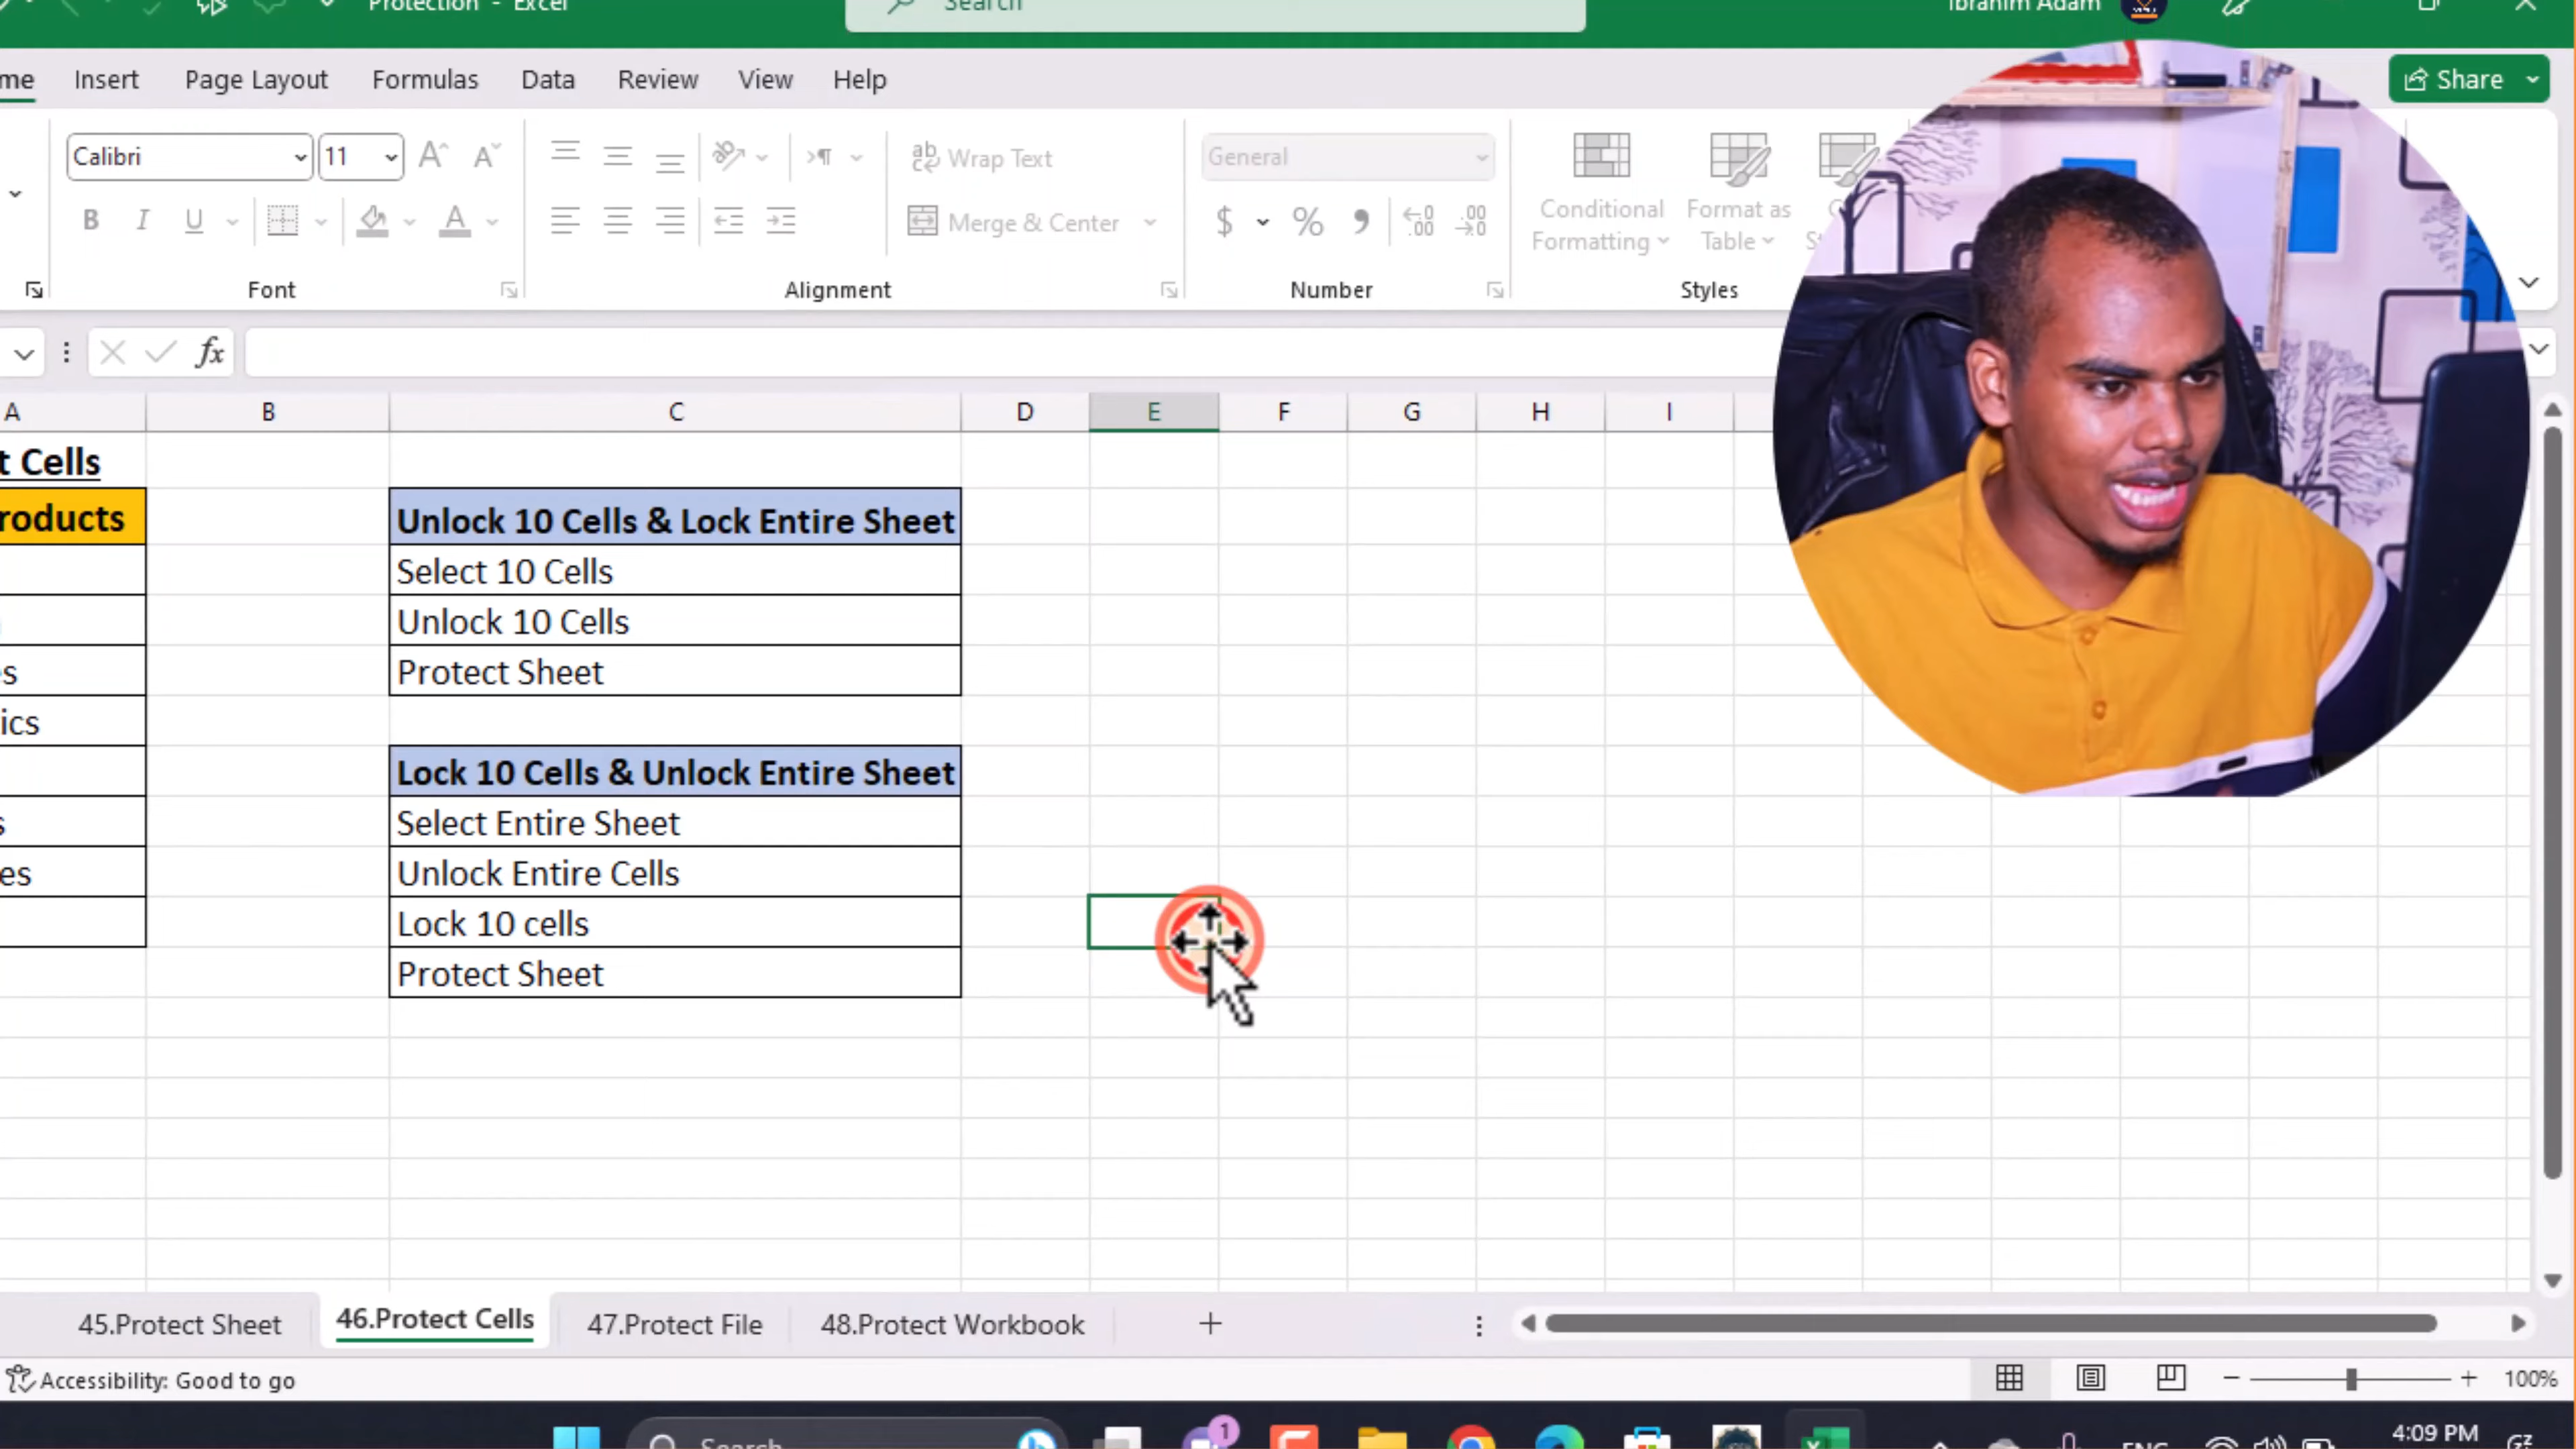 Protection - Excel
Search
Ibrahim Adam
me
Insert
Page Layout
Formulas
Data
Review
View
Help
Share
Calibri
11
Wrap Text
General
B
I
U
A
Merge & Center
$
%
Conditional
Formatting
Format as
Table
Font
Alignment
Number
Styles
fx
A
B
C
D
E
F
G
H
I
t Cells
roducts
Unlock 10 Cells & Lock Entire Sheet
Select 10 Cells
Unlock 10 Cells
es
Protect Sheet
ics
Lock 10 Cells & Unlock Entire Sheet
s
Select Entire Sheet
es
Unlock Entire Cells
Lock 10 cells
Protect Sheet
45.Protect Sheet
46.Protect Cells
47.Protect File
48.Protect Workbook
Accessibility: Good to go
100%
Search
1
ENG
4:09 PM